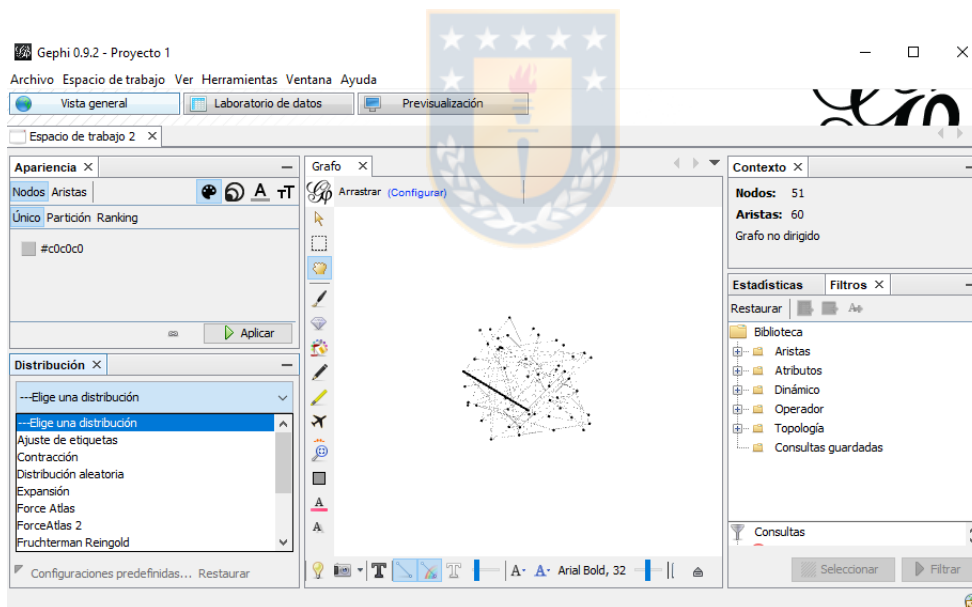 Gephi 0.9.2 - Proyecto 1
Archivo Espacio de trabajo Ver Herramientas Ventana Ayuda
Vista general Laboratorio de datos Previsualización
Espacio de trabajo 2
Apariencia
Nodos Aristas
Único Partición Ranking
#c0c0c0
Aplicar
Distribución
---Elige una distribución
---Elige una distribución
Ajuste de etiquetas
Contracción
Distribución aleatoria
Expansión
Force Atlas
ForceAtlas 2
Fruchterman Reingold
Configuraciones predefinidas... Restaurar
Grafo
Arrastrar (Configurar)
Arial Bold, 32
Contexto
Nodos: 51
Aristas: 60
Grafo no dirigido
Estadísticas Filtros
Restaurar
Biblioteca
Aristas
Atributos
Dinámico
Operador
Topología
Consultas guardadas
Consultas
Seleccionar Filtrar